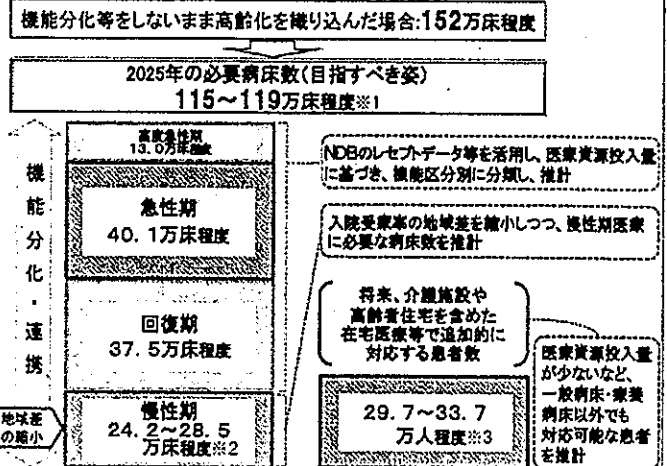 機能分化等をしないまま高齢化を織り込んだ場合:152万床程度
2025年の必要病床数(目指すべき姿)
115～119万床程度※1
機能分化・連携
地域差
の縮小
高度急性期
13.0万床程度
急性期
40.1万床程度
回復期
37.5万床程度
慢性期
24.2～28.5
万床程度※2
NDBのレセプトデータ等を活用し、医療資源投入量
に基づき、機能区分別に分類し、推計
入院受療率の地域差を縮小しつつ、慢性期医療
に必要な病床数を推計
将来、介護施設や
高齢者住宅を含めた
在宅医療等で追加的に
対応する患者数
29.7～33.7
万人程度※3
医療資源投入量
が少ないなど、
一般病床・療養
病床以外でも
対応可能な患者
を推計